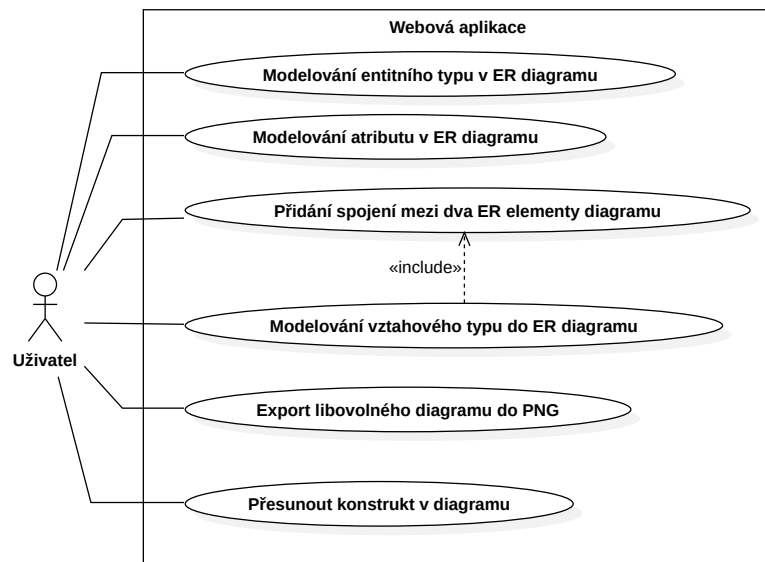 Webová aplikace
Modelování entitního typu v ER diagramu
Modelování atributu v ER diagramu
Přidání spojení mezi dva ER elementy diagramu
«include»
Modelování vztahového typu do ER diagramu
Uživatel
Export libovolného diagramu do PNG
Přesunout konstrukt v diagramu